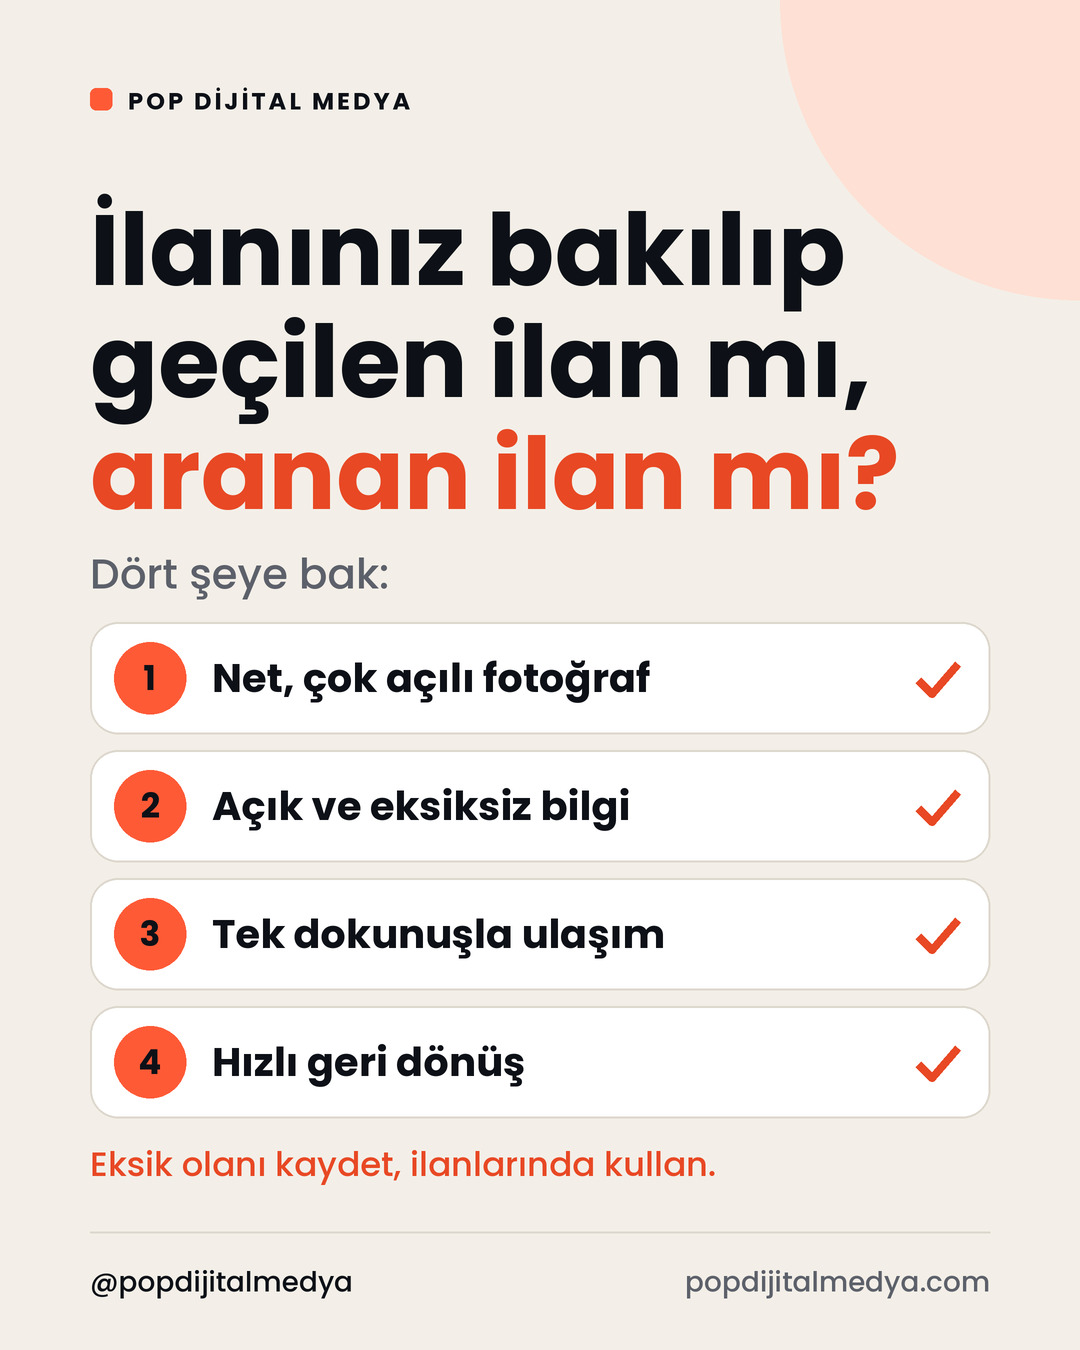 POP DİJİTAL MEDYA
İlanınız bakılıp
geçilen ilan mı,
aranan ilan mı?
Dört şeye bak:
1 Net, çok açılı fotoğraf
2 Açık ve eksiksiz bilgi
3 Tek dokunuşla ulaşım
4 Hızlı geri dönüş
Eksik olanı kaydet, ilanlarında kullan.
@popdijitalmedya popdijitalmedya.com